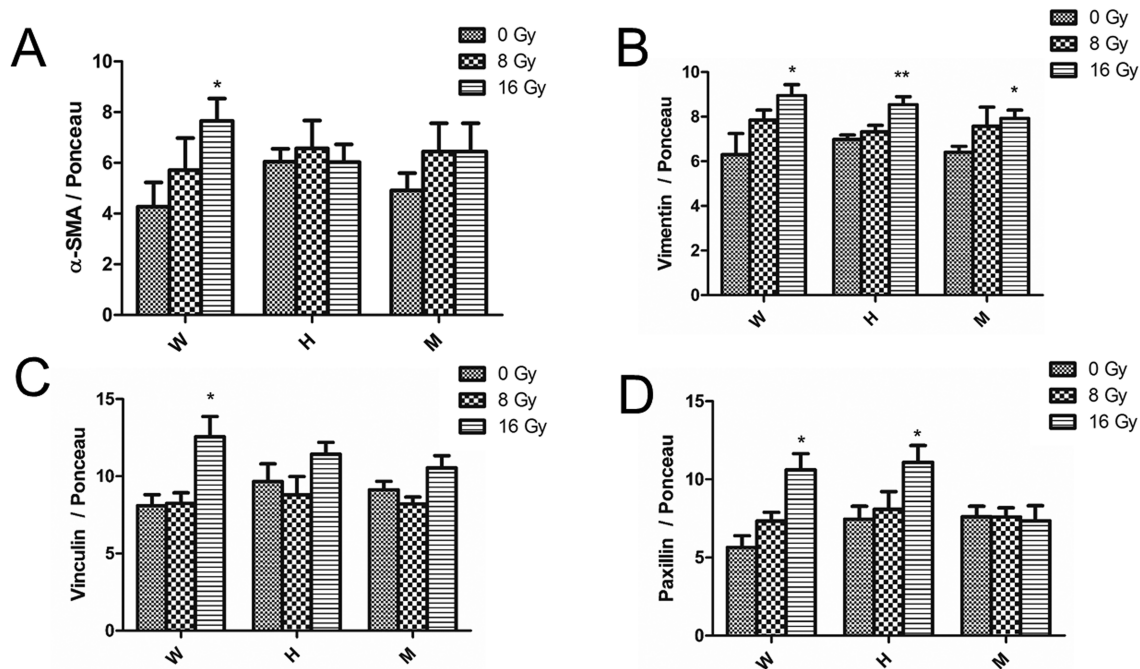 A
0 Gy
8 Gy
16 Gy
α-SMA / Ponceau
10
8
6
4
2
0
*
W
H
M
B
0 Gy
8 Gy
16 Gy
Vimentin / Ponceau
10
8
6
4
2
0
*
**
*
W
H
M
C
0 Gy
8 Gy
16 Gy
Vinculin / Ponceau
15
10
5
0
*
W
H
M
D
0 Gy
8 Gy
16 Gy
Paxillin / Ponceau
15
10
5
0
*
*
W
H
M